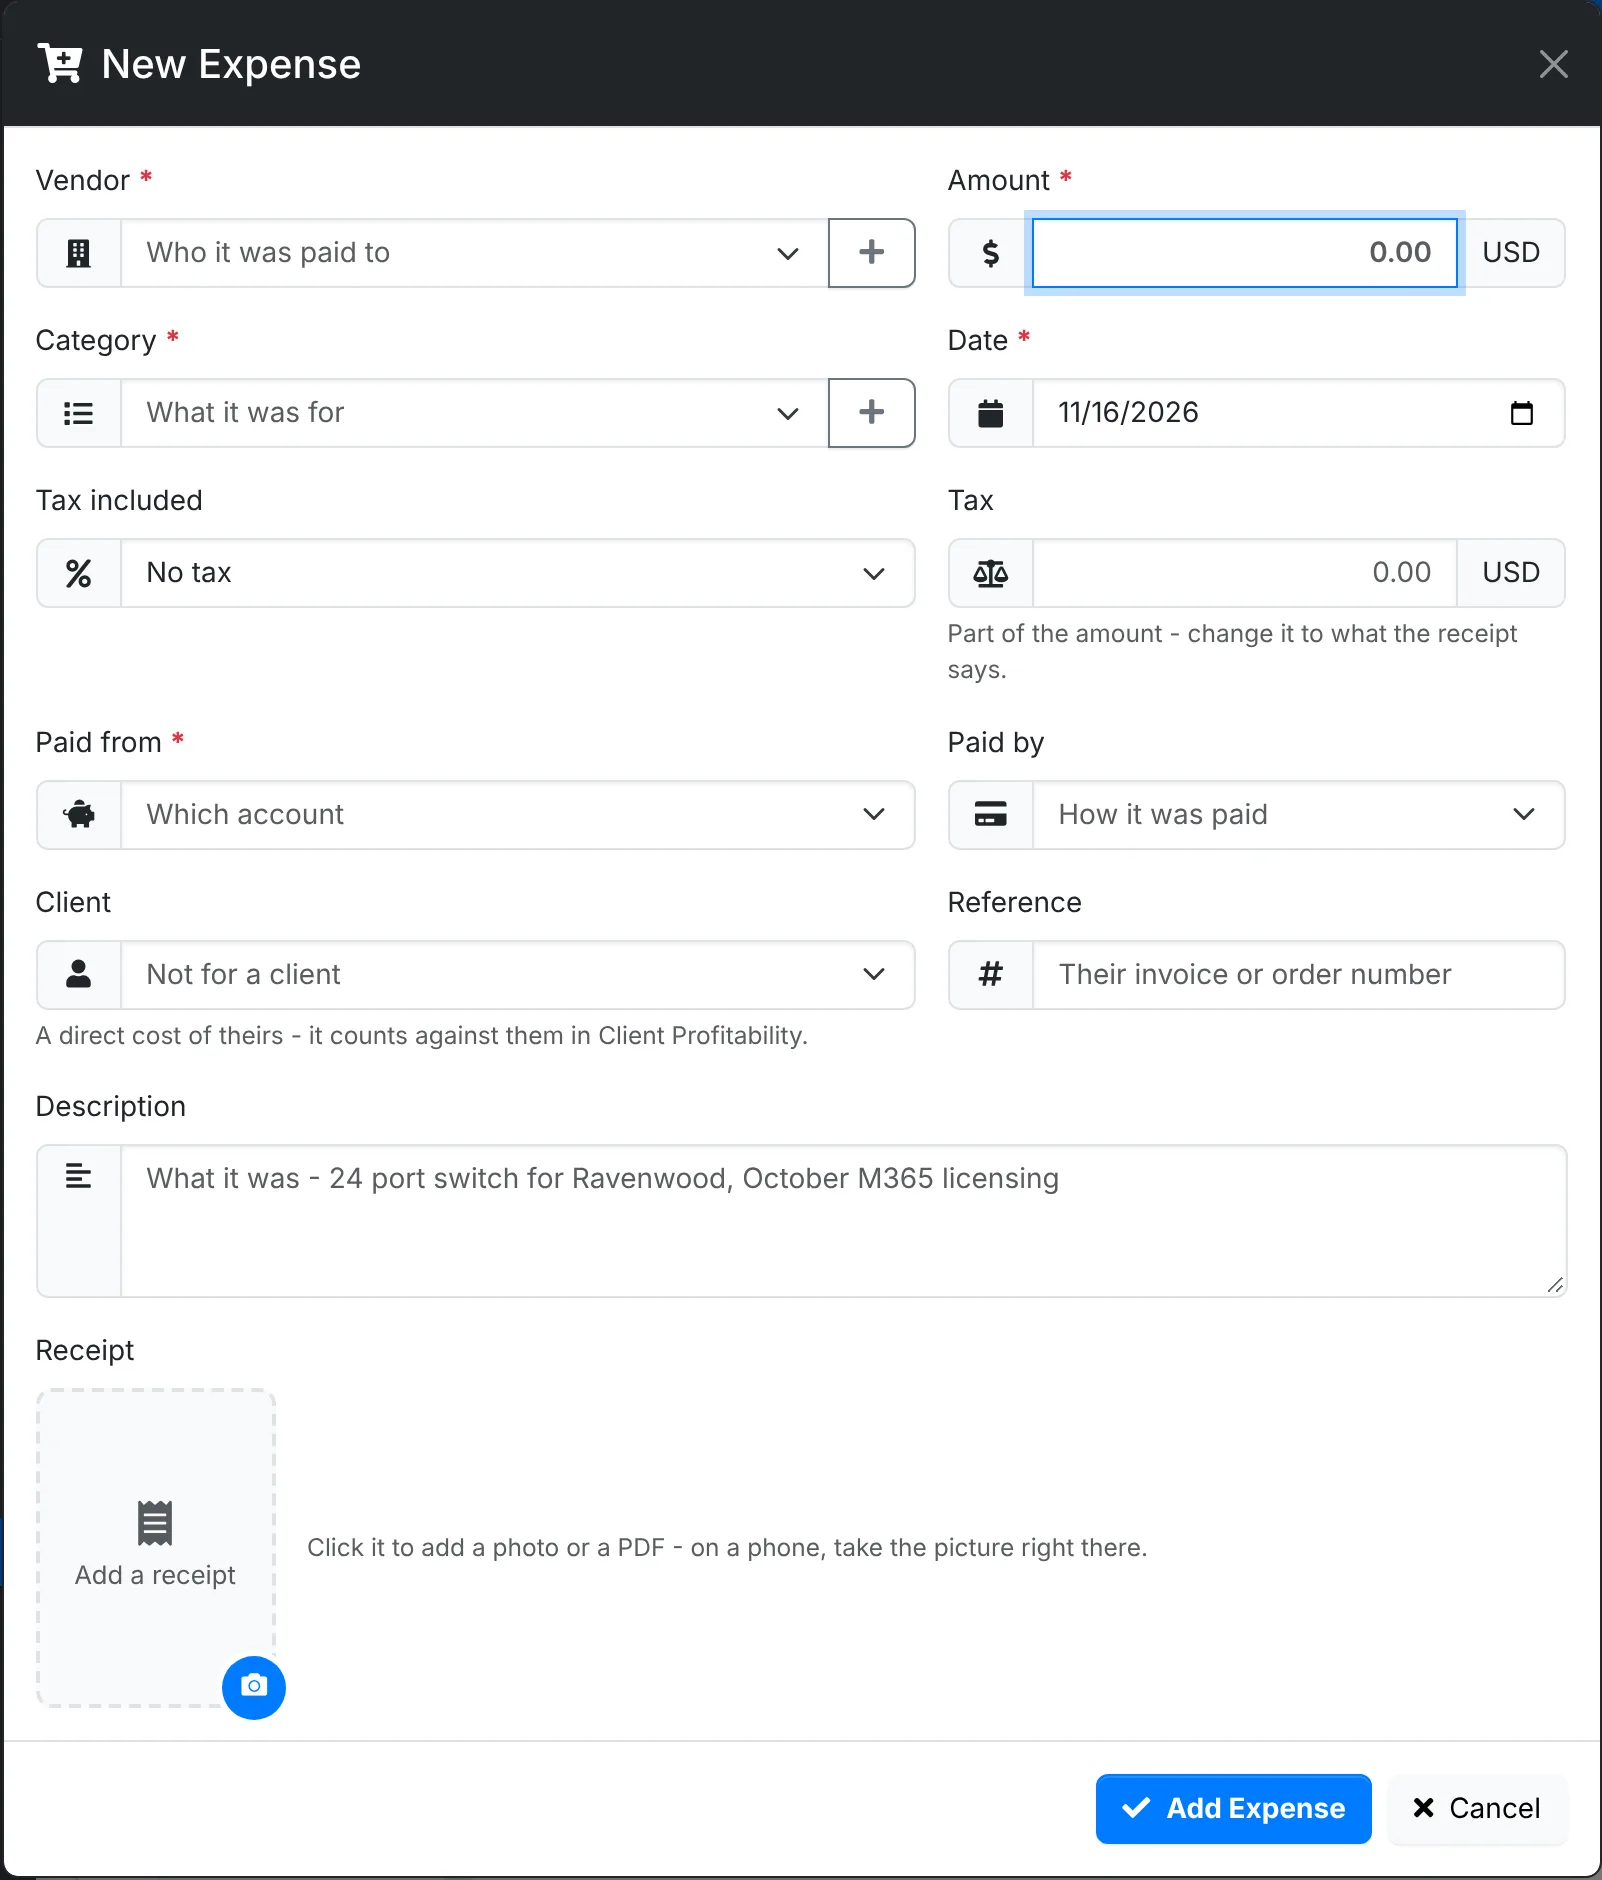 New Expense
Vendor *
Amount *
Who it was paid to
$ 0.00 USD
Category *
Date *
What it was for
11/16/2026
Tax included
Tax
% No tax
0.00 USD
Part of the amount - change it to what the receipt
says.
Paid from *
Paid by
Which account
How it was paid
Client
Reference
Not for a client
# Their invoice or order number
A direct cost of theirs - it counts against them in Client Profitability.
Description
What it was - 24 port switch for Ravenwood, October M365 licensing
Receipt
Add a receipt
Click it to add a photo or a PDF - on a phone, take the picture right there.
Add Expense
Cancel